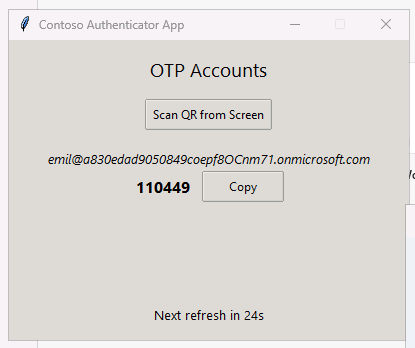 Contoso Authenticator App
OTP Accounts
Scan QR from Screen
emil@a830edad9050849coepf8OCnm71.onmicrosoft.com
110449 Copy
Next refresh in 24s